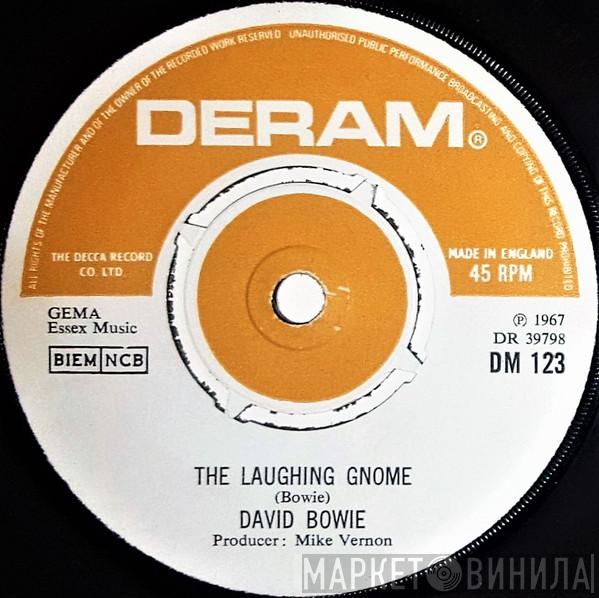 ALL RIGHTS OF THE MANUFACTURER AND OF THE OWNER OF THE RECORDED WORK RESERVED UNAUTHORISED PUBLIC PERFORMANCE BROADCASTING AND COPYING OF THIS RECORD PROHIBITED
DERAM®
THE DECCA RECORD
CO. LTD.
MADE IN ENGLAND
45 RPM
GEMA
Essex Music
BIEM NCB
℗ 1967
DR 39798
DM 123
THE LAUGHING GNOME
(Bowie)
DAVID BOWIE
Producer: Mike Vernon
МАРКЕТ ВИНИЛА